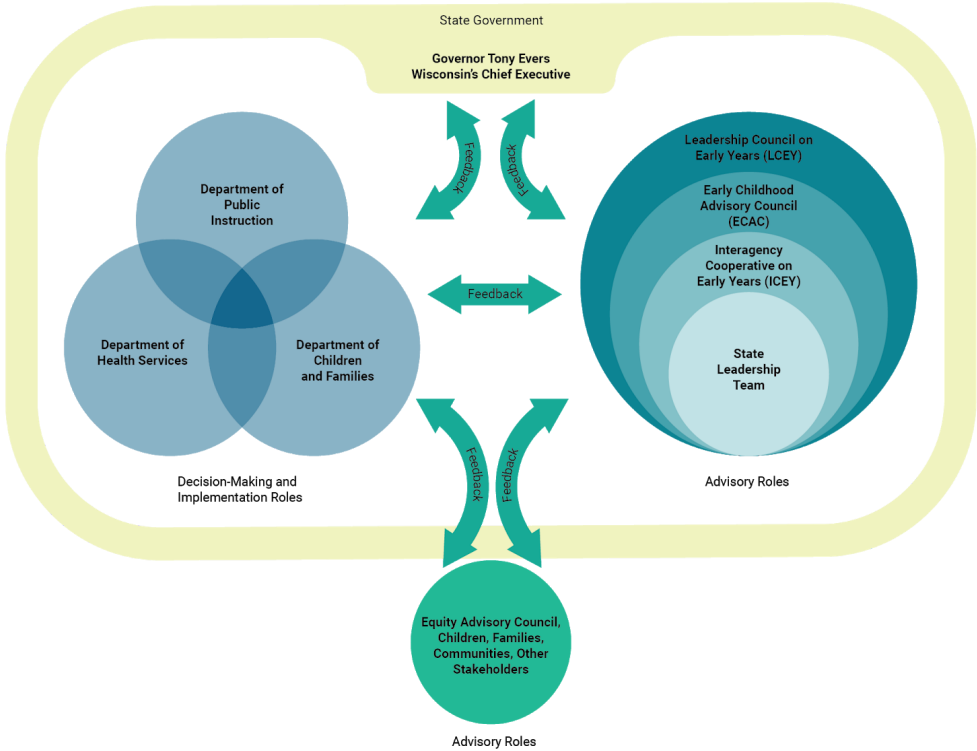 State Government
Governor Tony Evers
Wisconsin's Chief Executive
Feedback
Feedback
Department of
Public
Instruction
Department of
Health Services
Department of
Children
and Families
Decision-Making and
Implementation Roles
Feedback
Leadership Council on
Early Years (LCEY)
Early Childhood
Advisory Council
(ECAC)
Interagency
Cooperative on
Early Years (ICEY)
State
Leadership
Team
Advisory Roles
Feedback
Feedback
Equity Advisory Council,
Children, Families,
Communities, Other
Stakeholders
Advisory Roles